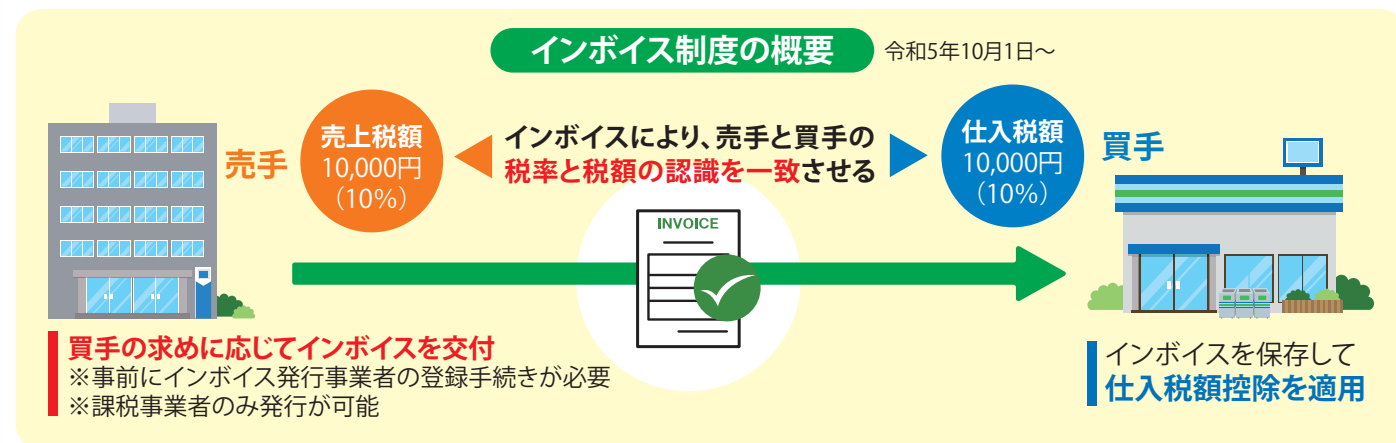 インボイス制度の概要
令和5年10月1日～
売手
売上税額
10,000円
（10%）
インボイスにより、売手と買手の
税率と税額の認識を一致させる
仕入税額
10,000円
（10%）
買手
INVOICE
買手の求めに応じてインボイスを交付
※事前にインボイス発行事業者の登録手続きが必要
※課税事業者のみ発行が可能
インボイスを保存して
仕入税額控除を適用